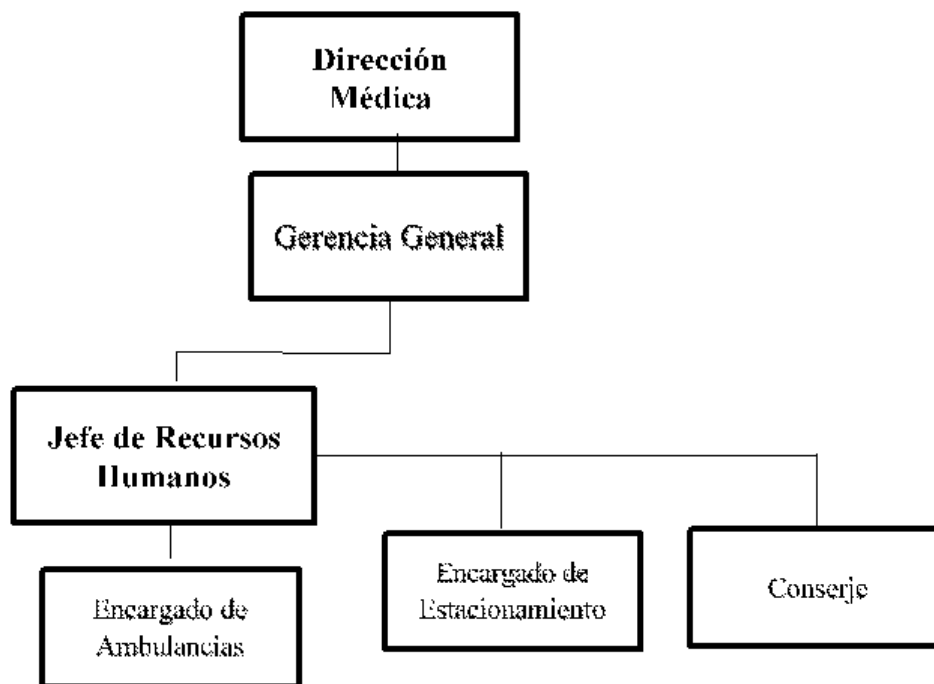 Dirección
Médica
Gerencia General
Jefe de Recursos
Humanos
Encargado de
Ambulancias
Encargado de
Estacionamiento
Conserje